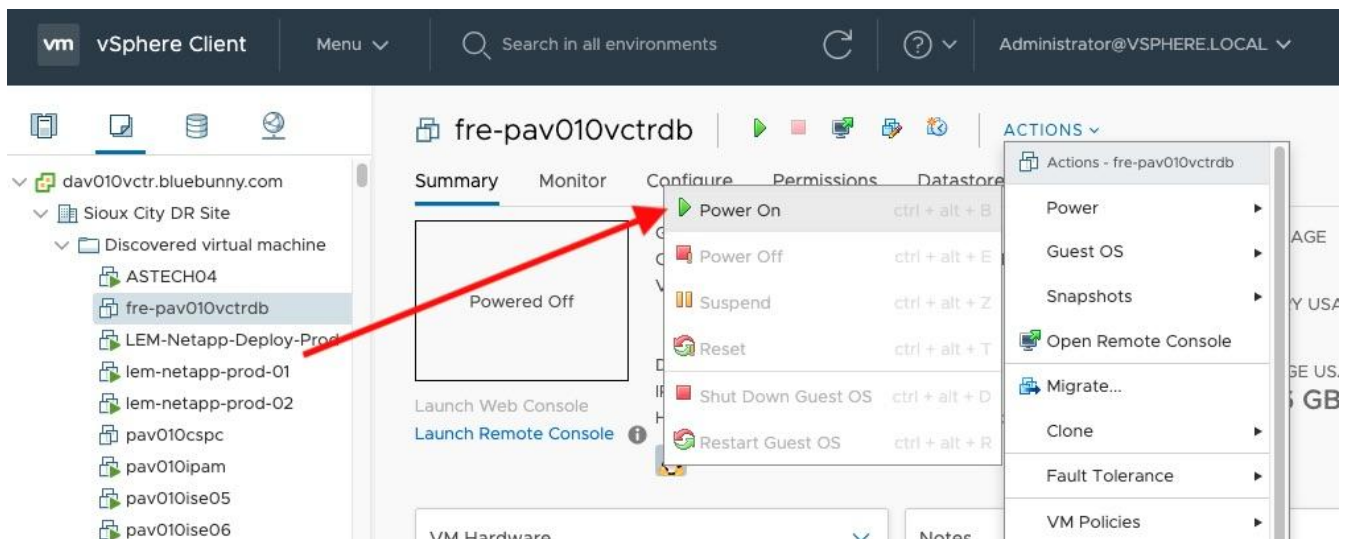 vm vSphere Client Menu Search in all environments Administrator@VSPHERE.LOCAL
fre-pav010vctrdb ACTIONS
Actions - fre-pav010vctrdb
dav010vctr.bluebunny.com
Sioux City DR Site
Discovered virtual machine
ASTECH04
fre-pav010vctrdb
LEM-Netapp-Deploy-Prod
lem-netapp-prod-01
lem-netapp-prod-02
pav010cspc
pav010ipam
pav010ise05
pav010ise06
Summary Monitor Configure Permissions Datastore
Powered Off
Launch Web Console
Launch Remote Console
VM Hardware
Notes
Power On ctrl + alt + B
Power Off ctrl + alt + E
Suspend ctrl + alt + Z
Reset ctrl + alt + T
Shut Down Guest OS ctrl + alt + D
Restart Guest OS ctrl + alt + R
Power
Guest OS
Snapshots
Open Remote Console
Migrate...
Clone
Fault Tolerance
VM Policies
GB